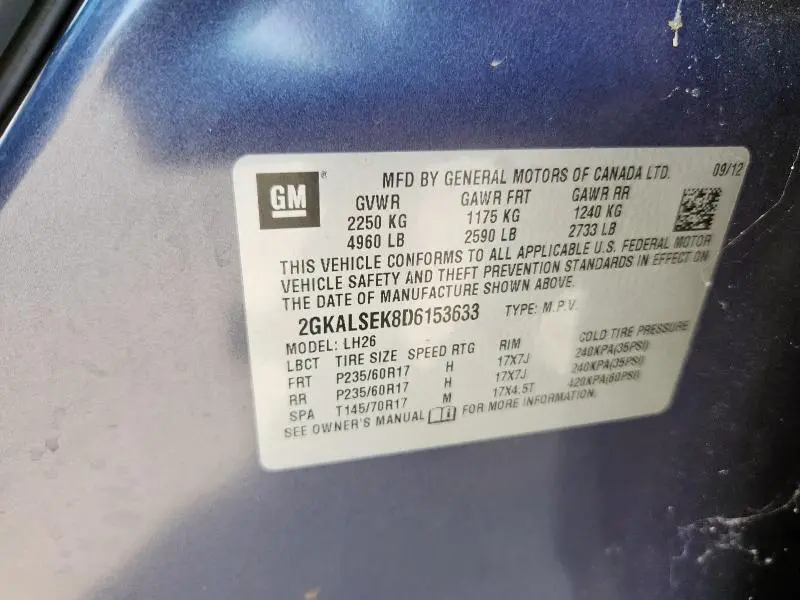 GM®
MFD BY GENERAL MOTORS OF CANADA LTD. 09/12
GVWR GAWR FRT GAWR RR
2250 KG 1175 KG 1240 KG
4960 LB 2590 LB 2733 LB
THIS VEHICLE CONFORMS TO ALL APPLICABLE U.S. FEDERAL MOTOR
VEHICLE SAFETY AND THEFT PREVENTION STANDARDS IN EFFECT ON
THE DATE OF MANUFACTURE SHOWN ABOVE.
2GKALSEK8D6153633 TYPE: M.P.V.
MODEL: LH26
LBCT TIRE SIZE SPEED RTG RIM COLD TIRE PRESSURE
FRT P235/60R17 H 17X7J 240KPA(35PSI)
RR P235/60R17 H 17X7J 240KPA(35PSI)
SPA T145/70R17 M 17X4.5T 420KPA(60PSI)
SEE OWNER'S MANUAL FOR MORE INFORMATION.